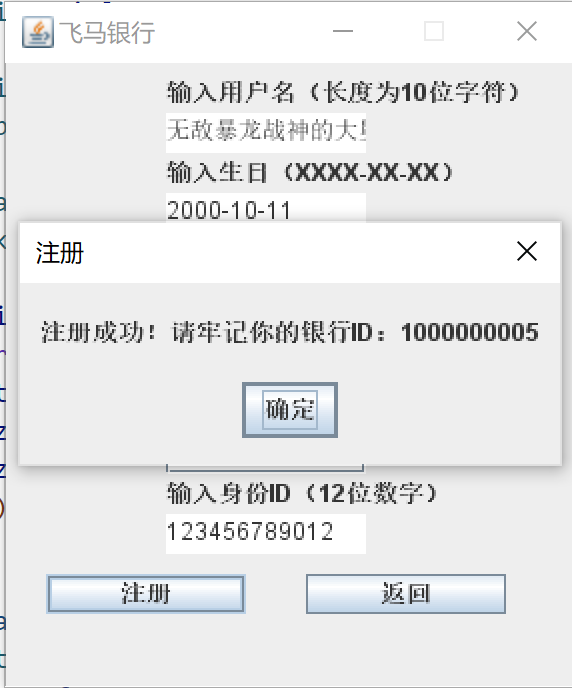 飞马银行
输入用户名（长度为10位字符）
无敌暴龙战神的大
输入生日（XXXX-XX-XX）
2000-10-11
注册
注册成功！请牢记你的银行ID：1000000005
确定
输入身份ID（12位数字）
123456789012
注册
返回